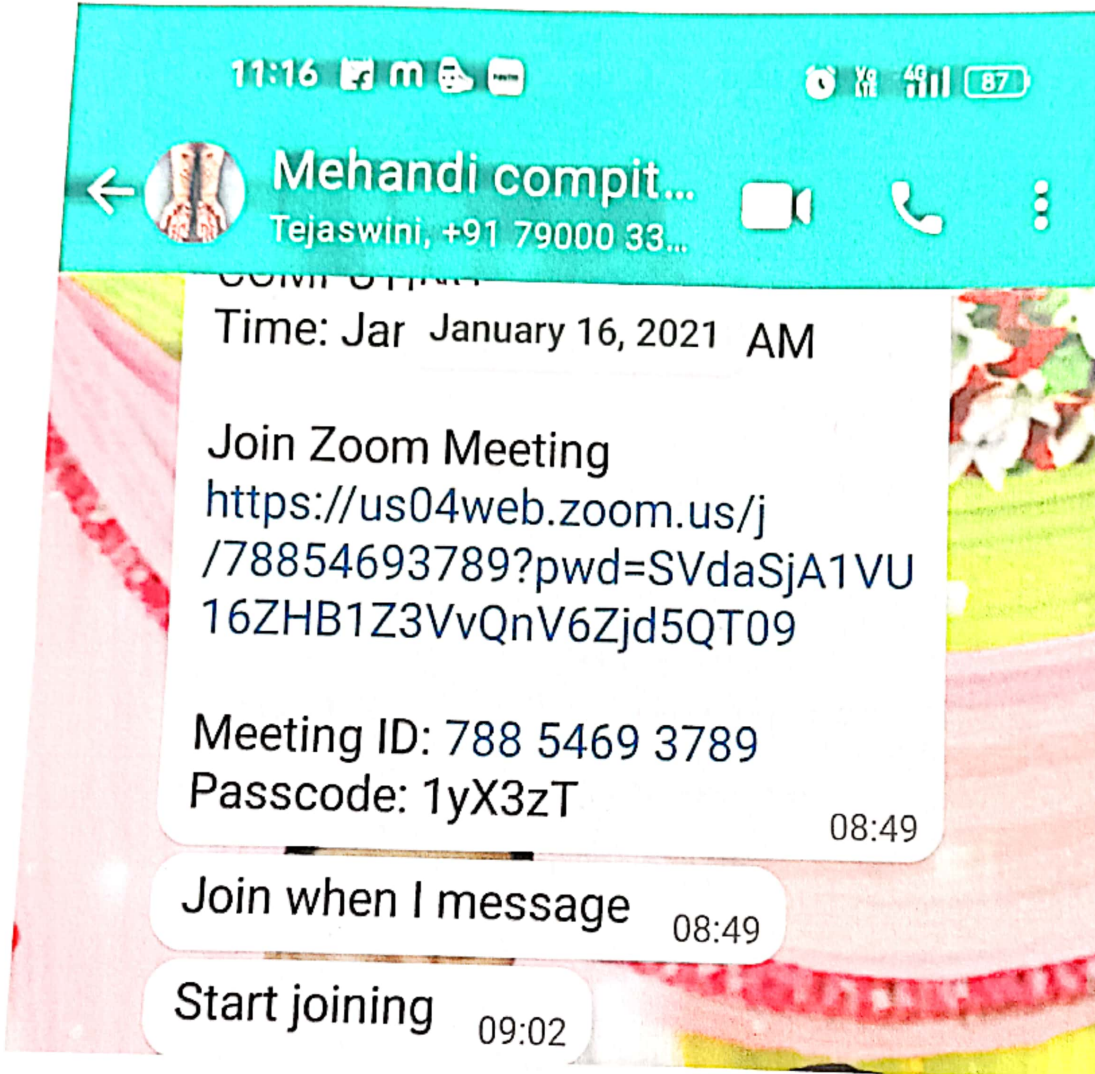 11:16 m 4G 87
Mehandi compit...
Tejaswini, +91 79000 33...
Time: Jar January 16, 2021 AM
Join Zoom Meeting
https://us04web.zoom.us/j
/78854693789?pwd=SVdaSjA1VU
16ZHB1Z3VvQnV6Zjd5QT09
Meeting ID: 788 5469 3789
Passcode: 1yX3zT
08:49
Join when I message 08:49
Start joining 09:02